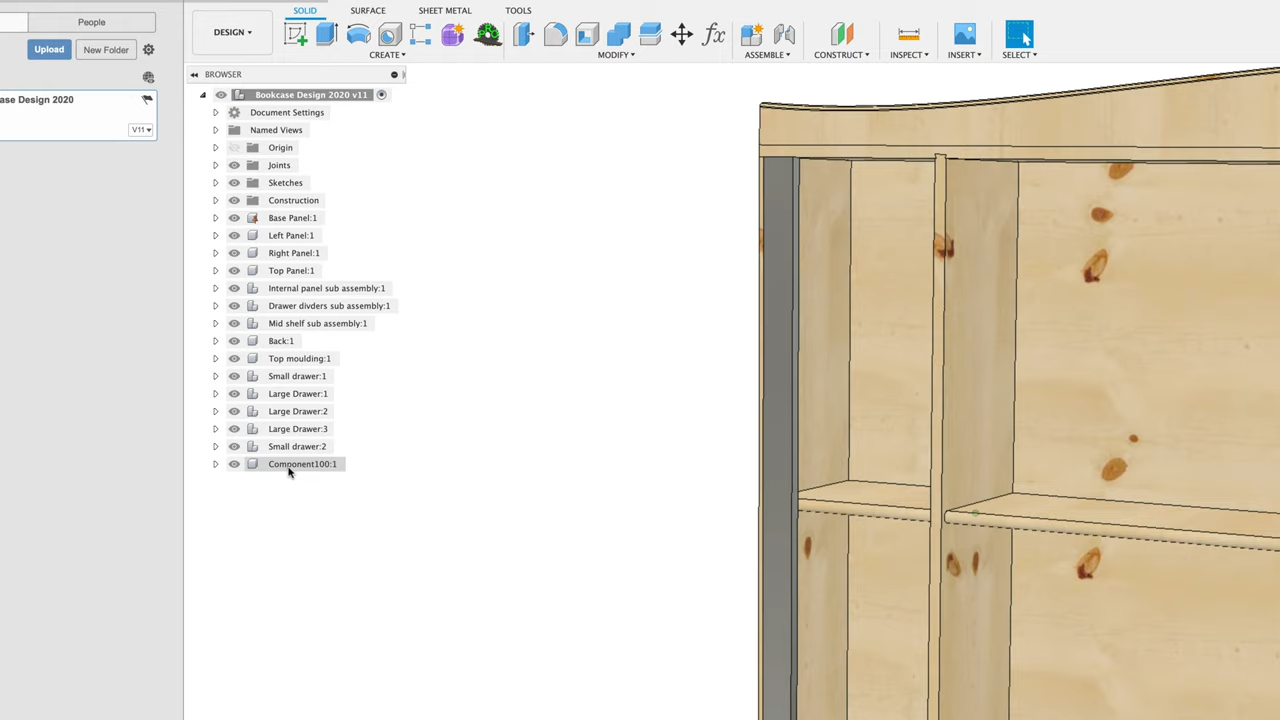 People
Upload
New Folder
ase Design 2020
V11▾
DESIGN ▾
SOLID
SURFACE
SHEET METAL
TOOLS
CREATE▾
MODIFY▾
ASSEMBLE▾
CONSTRUCT▾
INSPECT▾
INSERT▾
SELECT▾
fx
BROWSER
Bookcase Design 2020 v11
Document Settings
Named Views
Origin
Joints
Sketches
Construction
Base Panel:1
Left Panel:1
Right Panel:1
Top Panel:1
Internal panel sub assembly:1
Drawer divders sub assembly:1
Mid shelf sub assembly:1
Back:1
Top moulding:1
Small drawer:1
Large Drawer:1
Large Drawer:2
Large Drawer:3
Small drawer:2
Component100:1